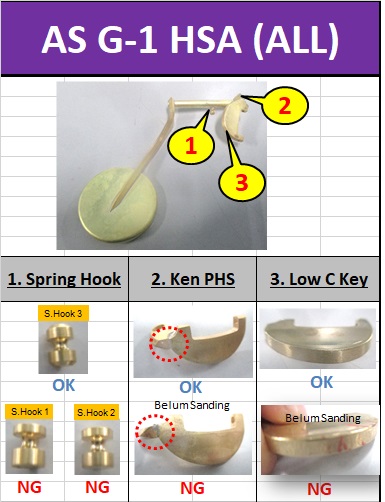 AS G-1 HSA (ALL)
2
1
3
1. Spring Hook
2. Ken PHS
3. Low C Key
S.Hook 3
OK
OK
OK
S.Hook 1
S.Hook 2
Belum Sanding
Belum Sanding
NG
NG
NG
NG